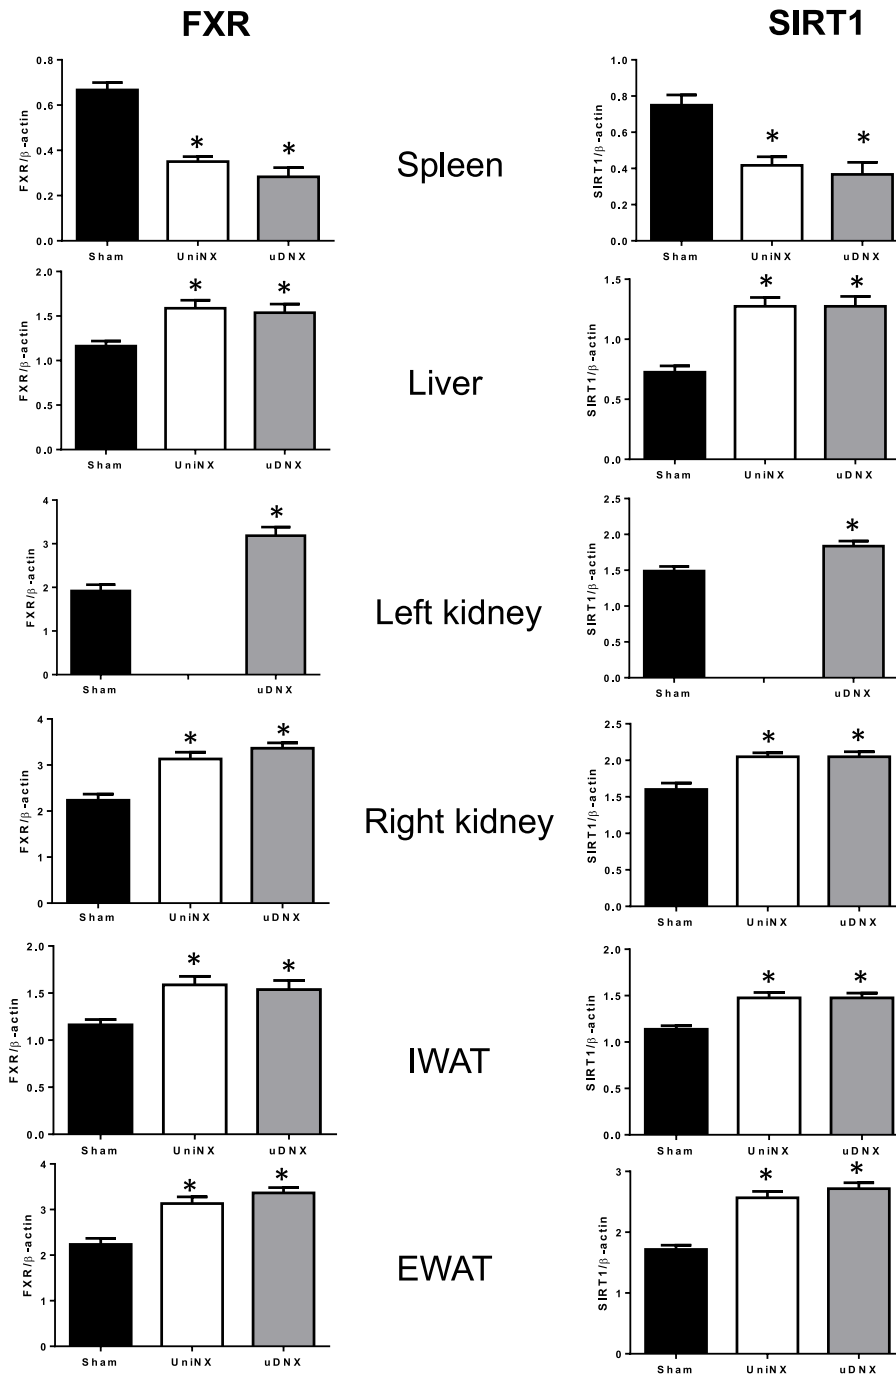 FXR
SIRT1
FXR/β-actin
0.8
0.6
0.4
0.2
0.0
*
*
Sham
UniNX
uDNX
Spleen
SIRT1/β-actin
1.0
0.8
0.6
0.4
0.2
0.0
*
*
Sham
UniNX
uDNX
FXR/β-actin
2.0
1.5
1.0
0.5
0.0
*
*
Sham
UniNX
uDNX
Liver
SIRT1/β-actin
1.5
1.0
0.5
0.0
*
*
Sham
UniNX
uDNX
FXR/β-actin
4
3
2
1
0
*
Sham
uDNX
Left kidney
SIRT1/β-actin
2.5
2.0
1.5
1.0
0.5
0.0
*
Sham
uDNX
FXR/β-actin
4
3
2
1
0
*
*
Sham
UniNX
uDNX
Right kidney
SIRT1/β-actin
2.5
2.0
1.5
1.0
0.5
0.0
*
*
Sham
UniNX
uDNX
FXR/β-actin
2.0
1.5
1.0
0.5
0.0
*
*
Sham
UniNX
uDNX
IWAT
SIRT1/β-actin
2.0
1.5
1.0
0.5
0.0
*
*
Sham
UniNX
uDNX
FXR/β-actin
4
3
2
1
0
*
*
Sham
UniNX
uDNX
EWAT
SIRT1/β-actin
3
2
1
0
*
*
Sham
UniNX
uDNX